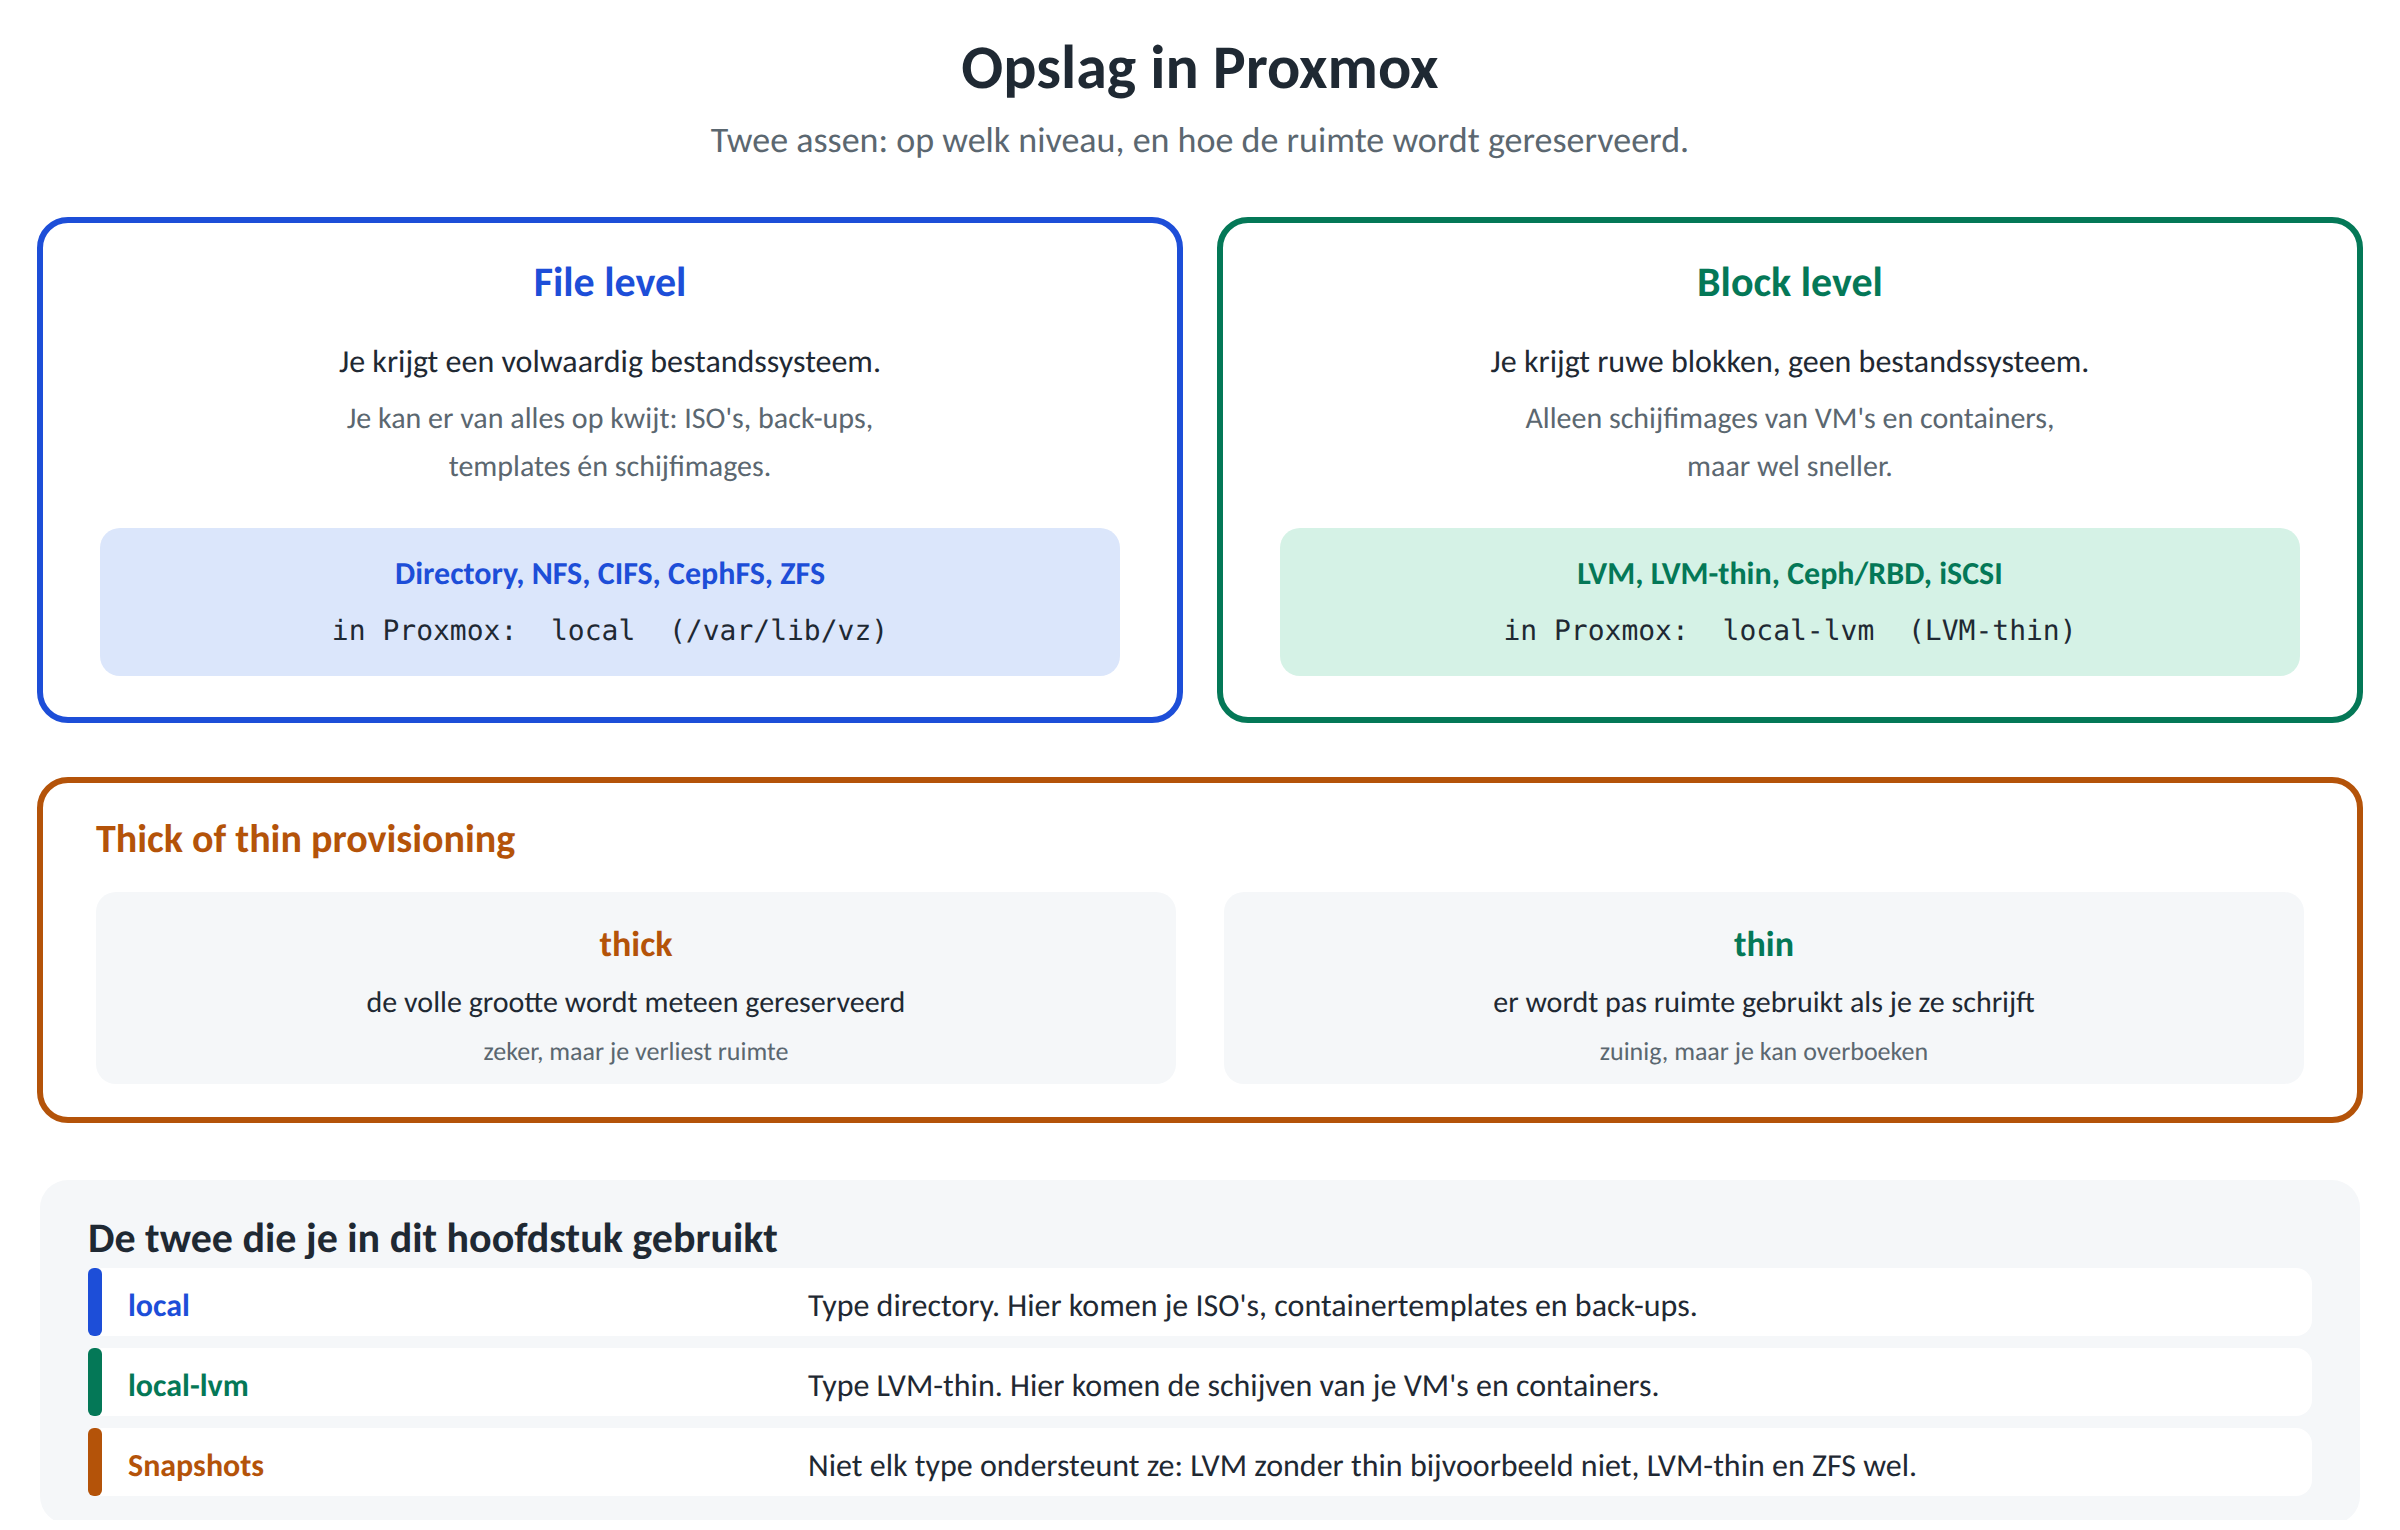 Opslag in Proxmox
Twee assen: op welk niveau, en hoe de ruimte wordt gereserveerd.
File level
Je krijgt een volwaardig bestandssysteem.
Je kan er van alles op kwijt: ISO's, back-ups,
templates én schijfimages.
Directory, NFS, CIFS, CephFS, ZFS
in Proxmox: local (/var/lib/vz)
Block level
Je krijgt ruwe blokken, geen bestandssysteem.
Alleen schijfimages van VM's en containers,
maar wel sneller.
LVM, LVM-thin, Ceph/RBD, iSCSI
in Proxmox: local-lvm (LVM-thin)
Thick of thin provisioning
thick
de volle grootte wordt meteen gereserveerd
zeker, maar je verliest ruimte
thin
er wordt pas ruimte gebruikt als je ze schrijft
zuinig, maar je kan overboeken
De twee die je in dit hoofdstuk gebruikt
local Type directory. Hier komen je ISO's, containertemplates en back-ups.
local-lvm Type LVM-thin. Hier komen de schijven van je VM's en containers.
Snapshots Niet elk type ondersteunt ze: LVM zonder thin bijvoorbeeld niet, LVM-thin en ZFS wel.